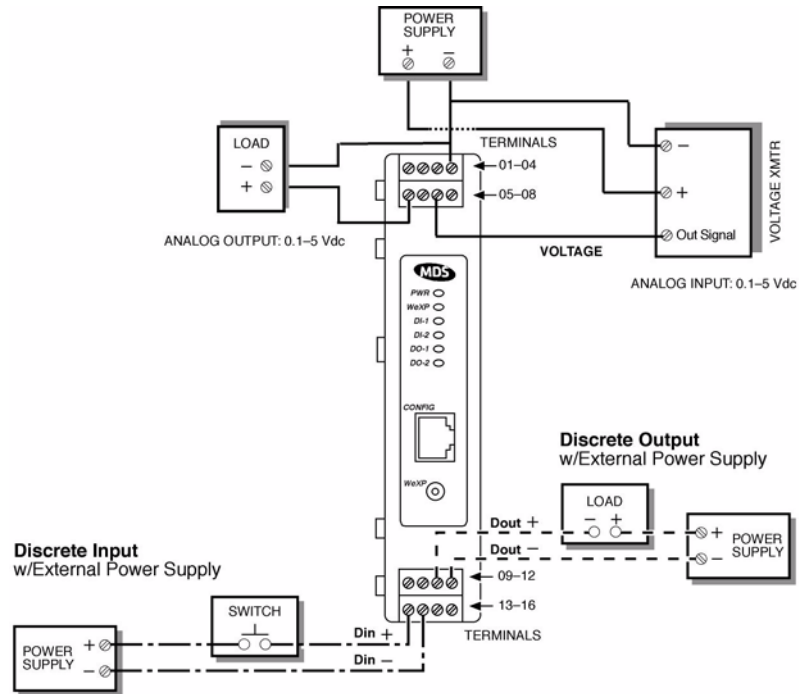 POWER
SUPPLY
+ −
LOAD
−
+
TERMINALS
01–04
05–08
−
+
Out Signal
VOLTAGE XMTR
ANALOG OUTPUT: 0.1–5 Vdc
VOLTAGE
ANALOG INPUT: 0.1–5 Vdc
MDS
PWR
WeXP
DI-1
DI-2
DO-1
DO-2
CONFIG
WeXP
Discrete Output
w/External Power Supply
LOAD
− +
Dout +
Dout −
+
−
POWER
SUPPLY
09–12
13–16
TERMINALS
Discrete Input
w/External Power Supply
SWITCH
POWER
SUPPLY
+
−
Din +
Din −